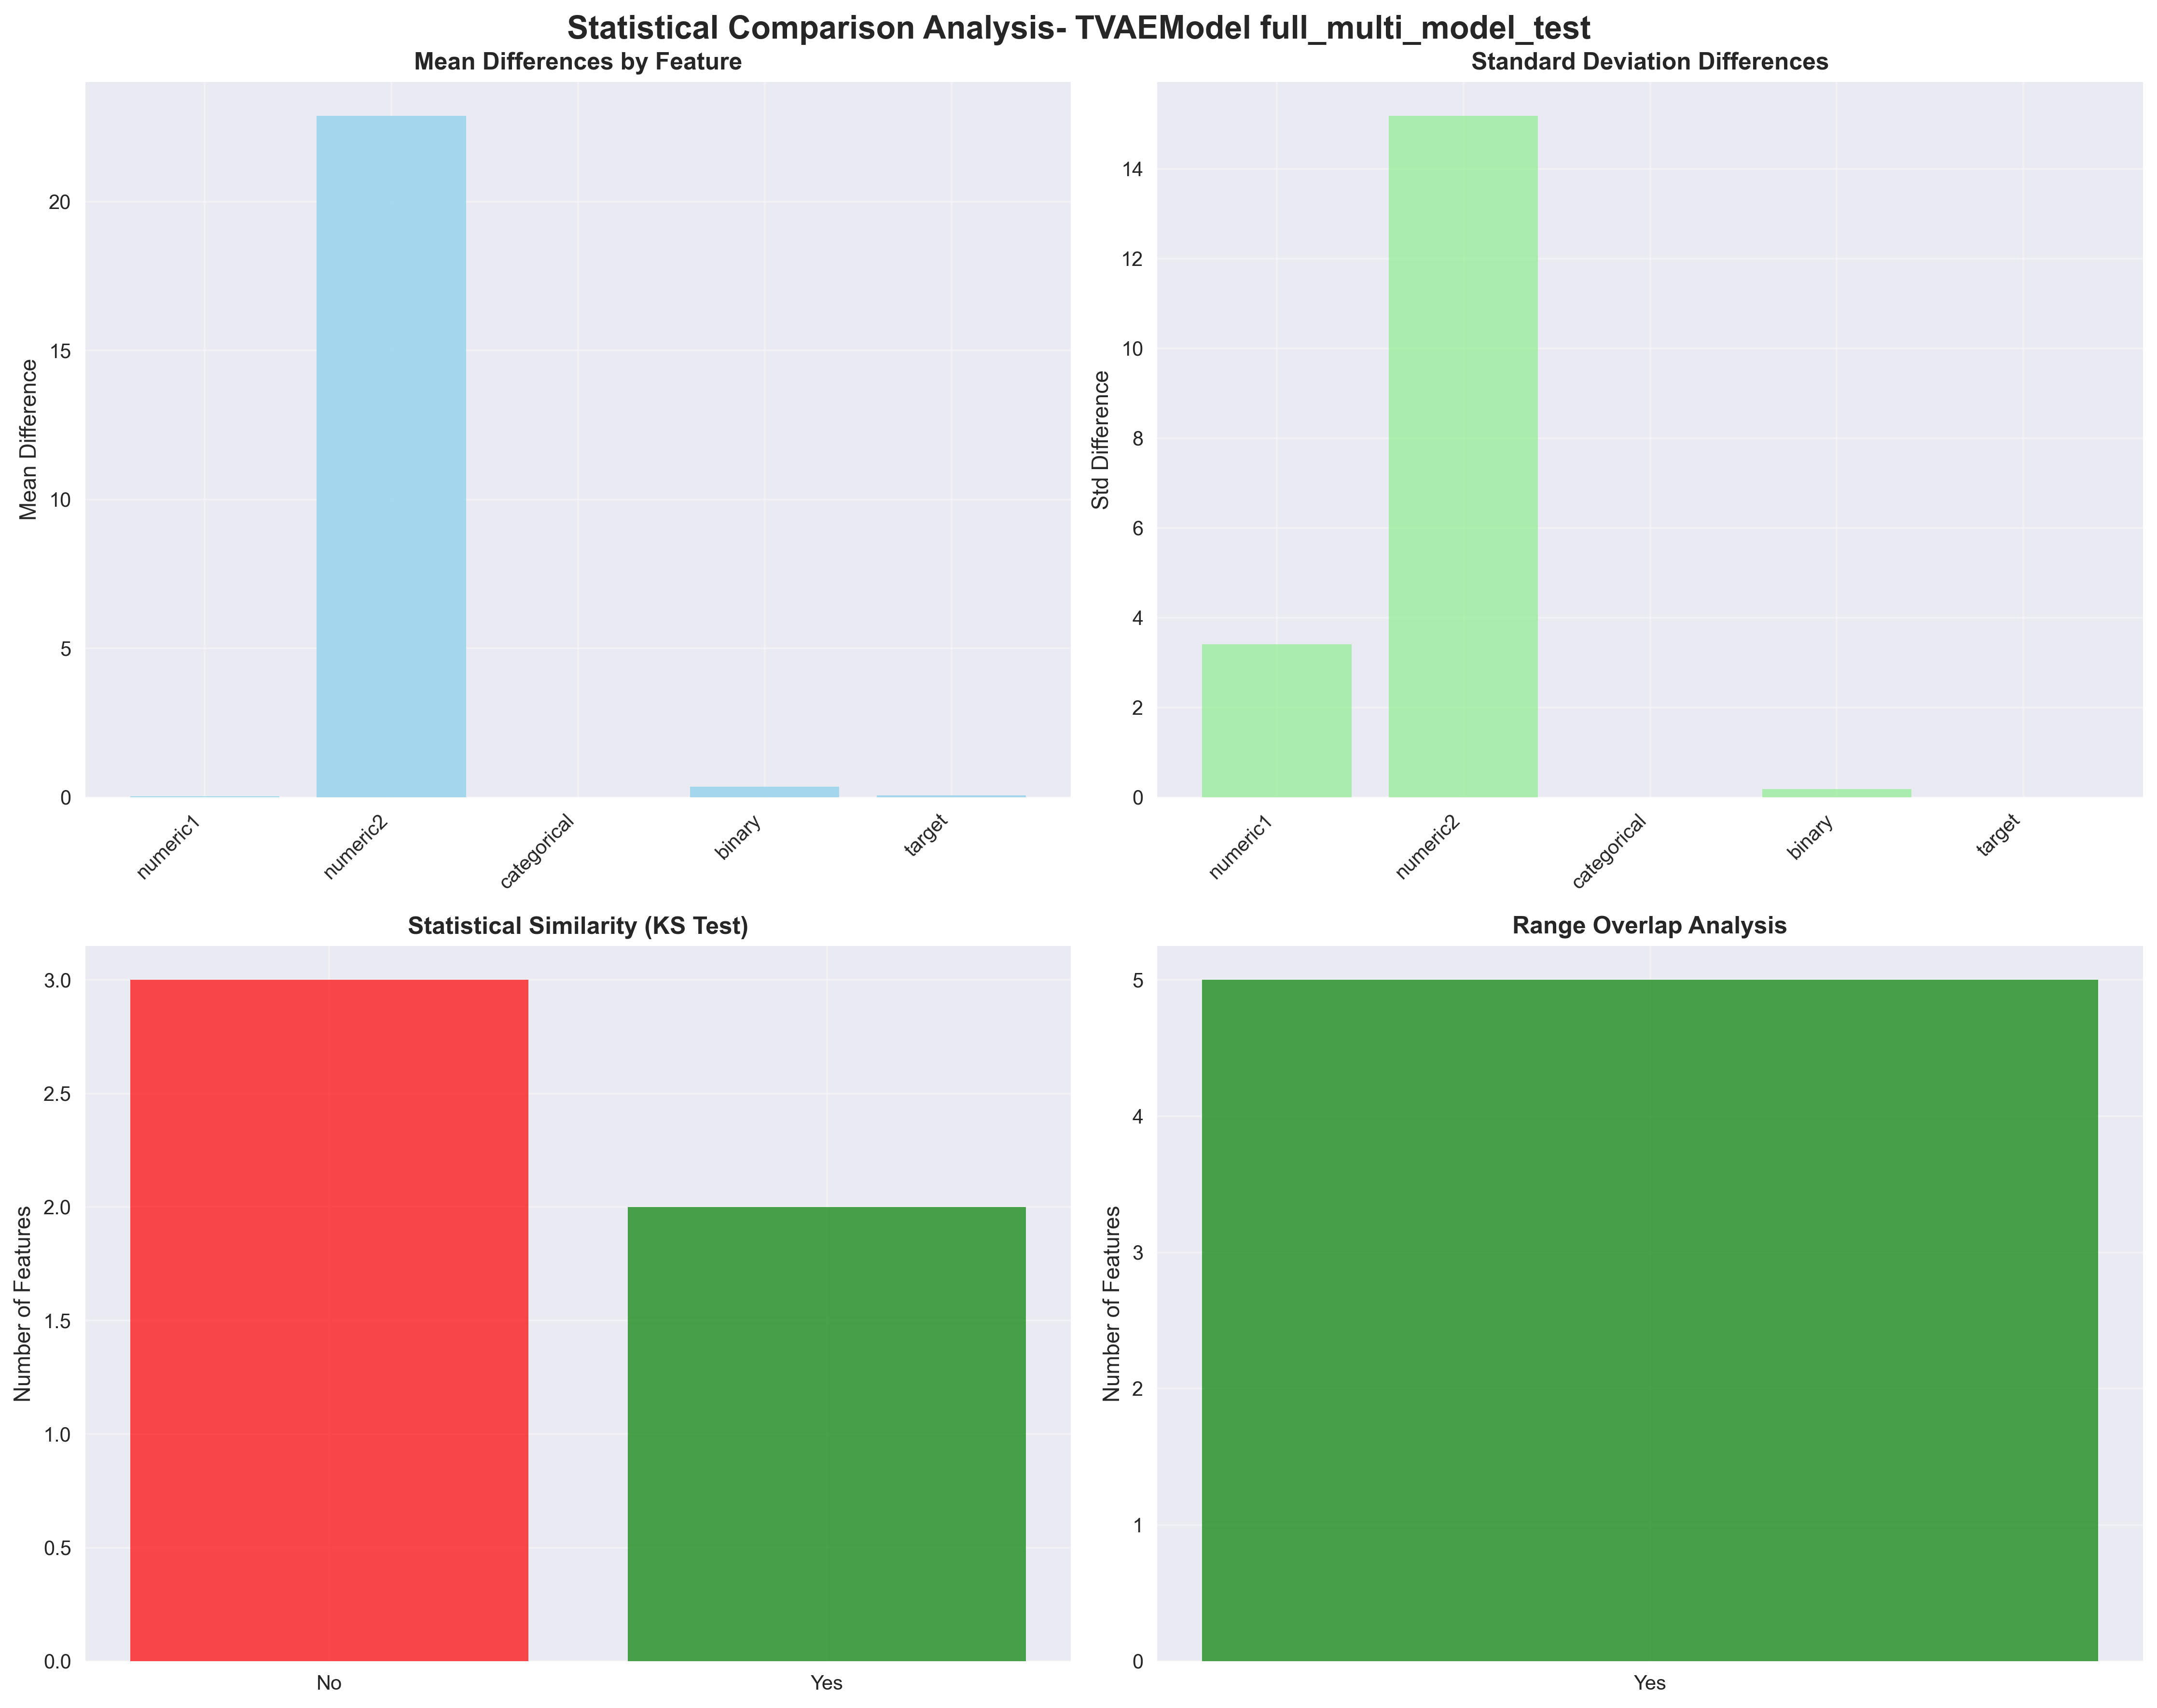 Statistical Comparison Analysis- TVAEModel full_multi_model_test
Mean Differences by Feature
Mean Difference
20
15
10
5
0
numeric1
numeric2
categorical
binary
target
Standard Deviation Differences
Std Difference
14
12
10
8
6
4
2
0
numeric1
numeric2
categorical
binary
target
Statistical Similarity (KS Test)
Number of Features
3.0
2.5
2.0
1.5
1.0
0.5
0.0
No
Yes
Range Overlap Analysis
Number of Features
5
4
3
2
1
0
Yes